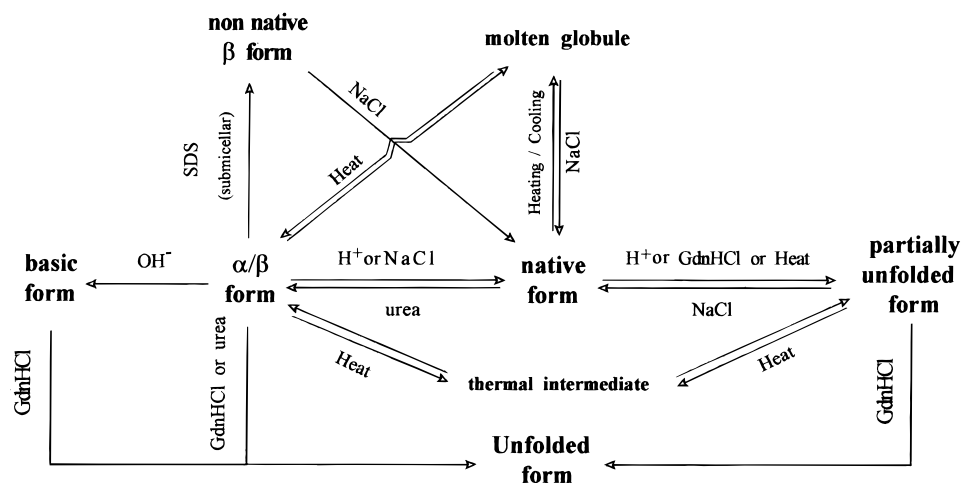 non native
β form
molten globule
NaCl
SDS
(submicellar)
Heat
Heating / Cooling
NaCl
basic
form
OH⁻
α/β
form
H⁺ or NaCl
urea
native
form
H⁺ or GdnHCl or Heat
NaCl
partially
unfolded
form
GdnHCl
GdnHCl or urea
Heat
thermal intermediate
Heat
GdnHCl
Unfolded
form